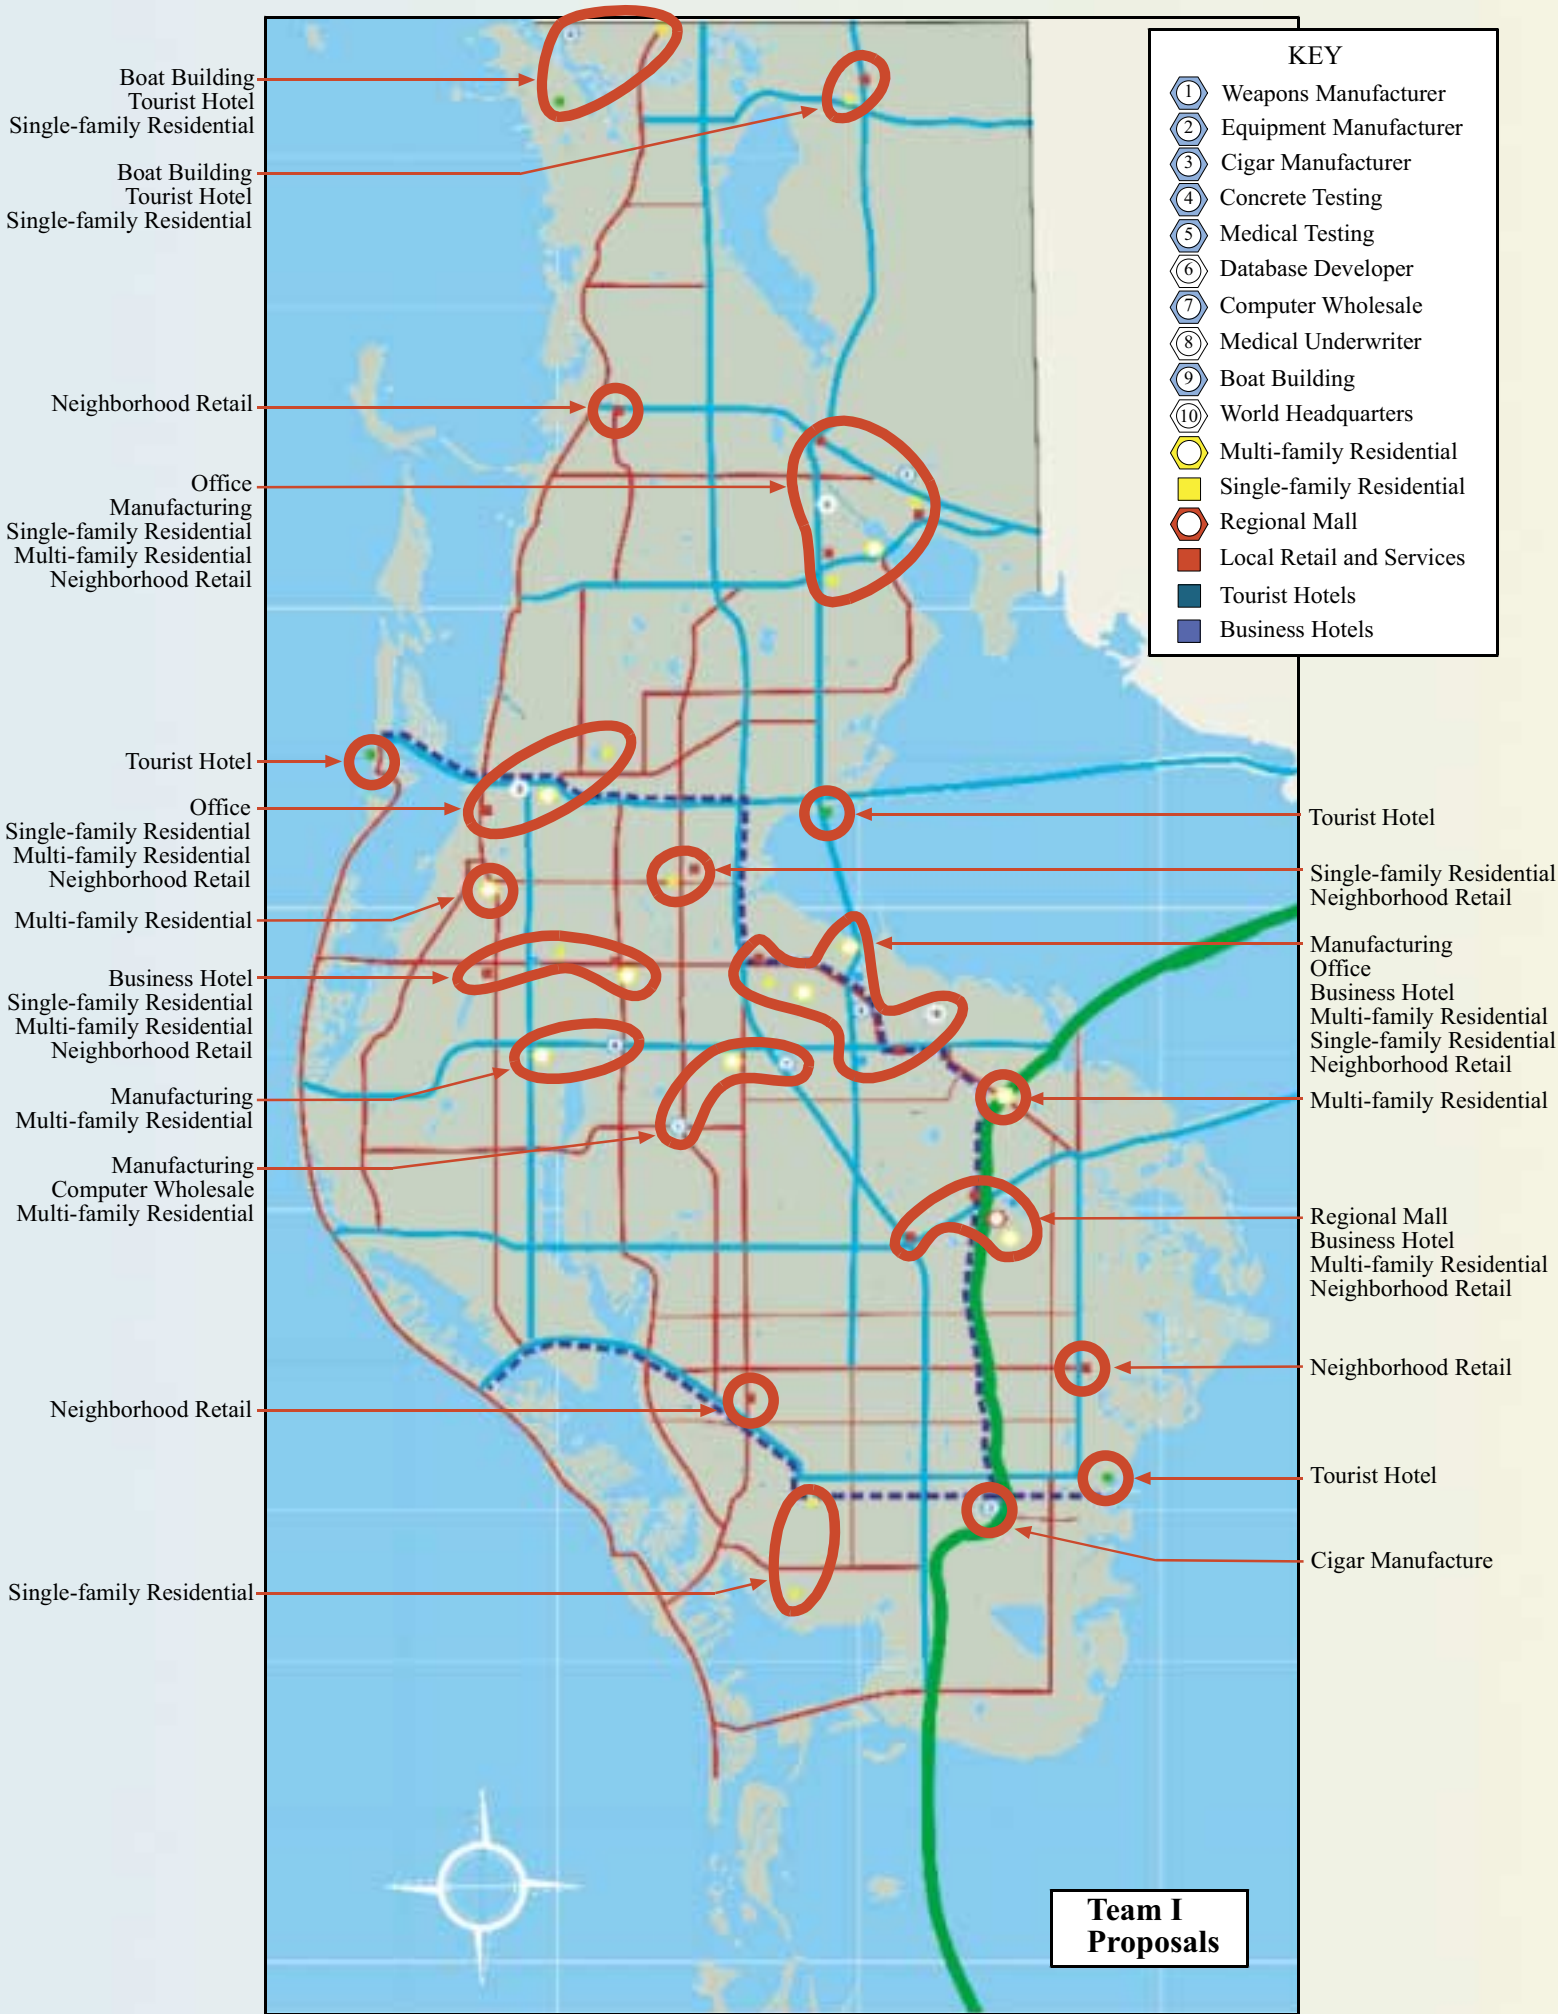 KEY
1 Weapons Manufacturer
2 Equipment Manufacturer
3 Cigar Manufacturer
4 Concrete Testing
5 Medical Testing
6 Database Developer
7 Computer Wholesale
8 Medical Underwriter
9 Boat Building
10 World Headquarters
Multi-family Residential
Single-family Residential
Regional Mall
Local Retail and Services
Tourist Hotels
Business Hotels
Boat Building
Tourist Hotel
Single-family Residential
Boat Building
Tourist Hotel
Single-family Residential
Neighborhood Retail
Office
Manufacturing
Single-family Residential
Multi-family Residential
Neighborhood Retail
Tourist Hotel
Office
Single-family Residential
Multi-family Residential
Neighborhood Retail
Multi-family Residential
Business Hotel
Single-family Residential
Multi-family Residential
Neighborhood Retail
Manufacturing
Multi-family Residential
Manufacturing
Computer Wholesale
Multi-family Residential
Neighborhood Retail
Single-family Residential
Tourist Hotel
Single-family Residential
Neighborhood Retail
Manufacturing
Office
Business Hotel
Multi-family Residential
Single-family Residential
Neighborhood Retail
Multi-family Residential
Regional Mall
Business Hotel
Multi-family Residential
Neighborhood Retail
Neighborhood Retail
Tourist Hotel
Cigar Manufacture
Team I
Proposals